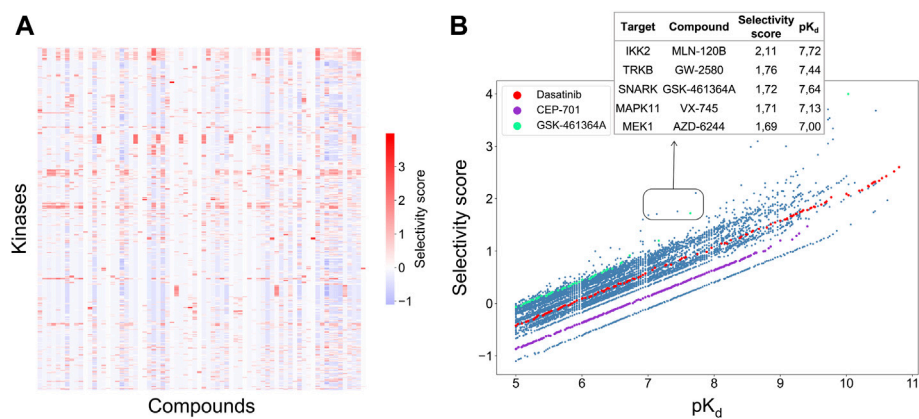 A
Kinases
Compounds
3
2
1
0
−1
Selectivity score
B
Target Compound Selectivity score pKd
IKK2 MLN-120B 2,11 7,72
TRKB GW-2580 1,76 7,44
SNARK GSK-461364A 1,72 7,64
MAPK11 VX-745 1,71 7,13
MEK1 AZD-6244 1,69 7,00
Dasatinib
CEP-701
GSK-461364A
Selectivity score
4
3
2
1
0
−1
5 6 7 8 9 10 11
pKd